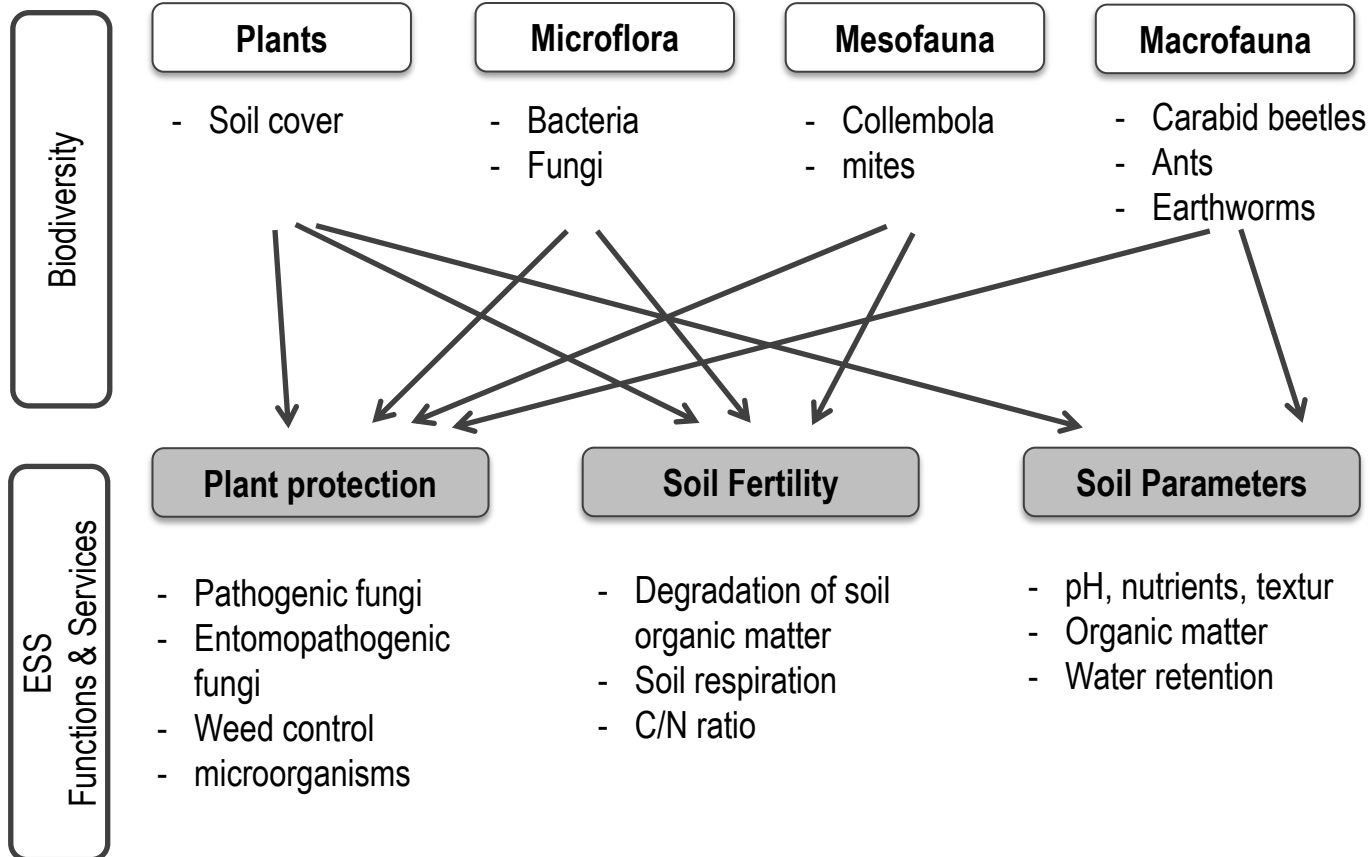 Biodiversity
Plants
- Soil cover
Microflora
- Bacteria
- Fungi
Mesofauna
- Collembola
- mites
Macrofauna
- Carabid beetles
- Ants
- Earthworms
ESS
Functions & Services
Plant protection
- Pathogenic fungi
- Entomopathogenic
fungi
- Weed control
- microorganisms
Soil Fertility
- Degradation of soil
organic matter
- Soil respiration
- C/N ratio
Soil Parameters
- pH, nutrients, textur
- Organic matter
- Water retention